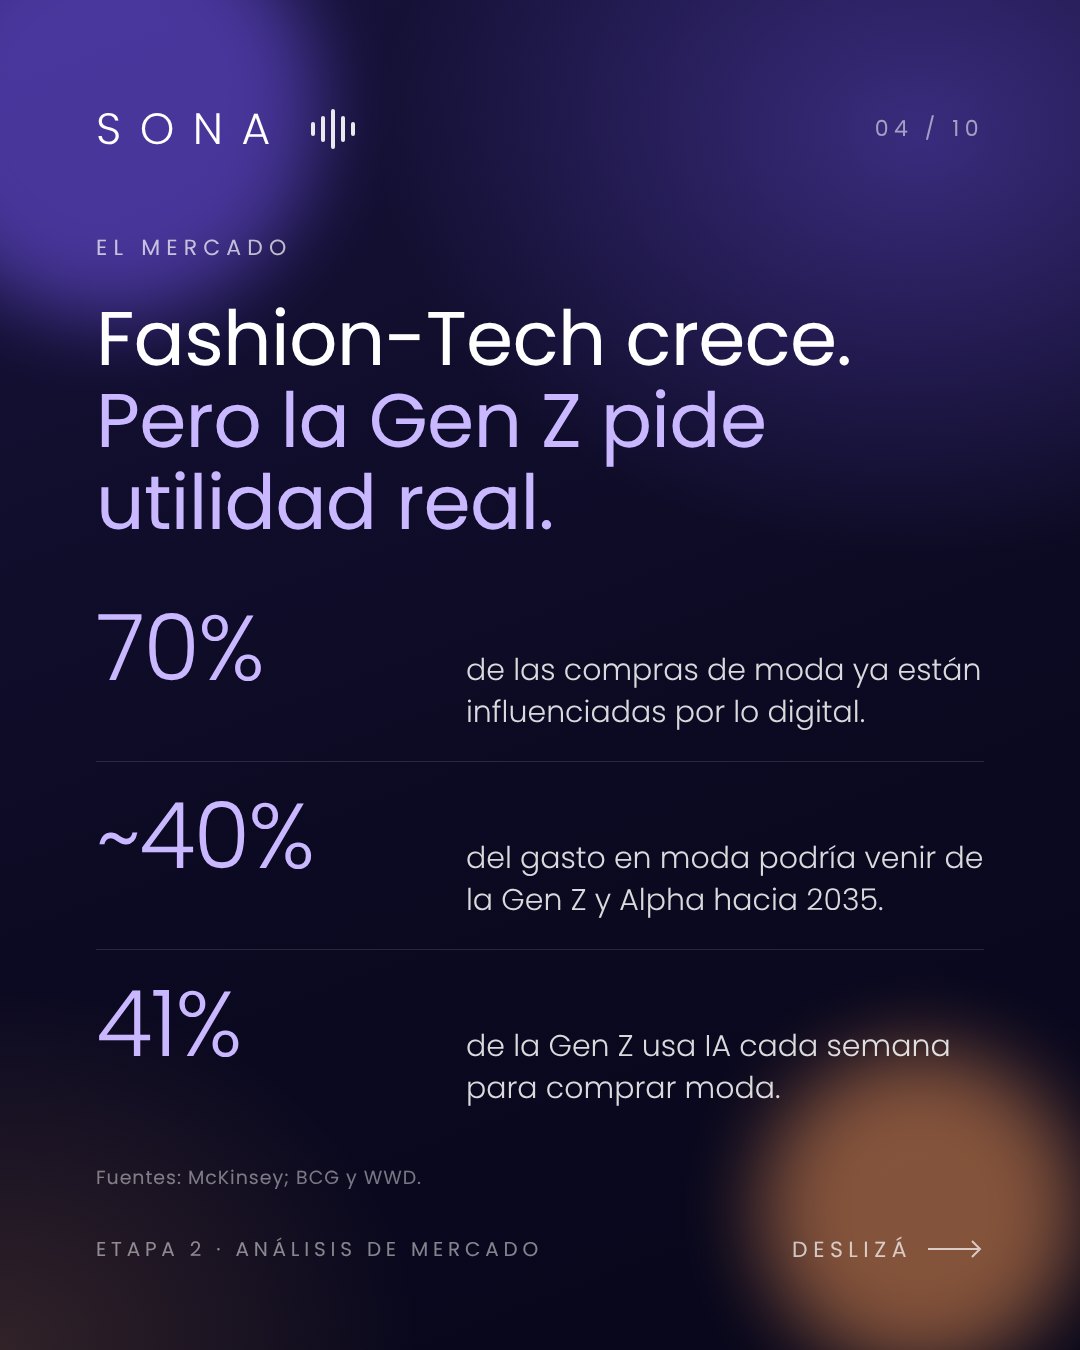 SONA
04 / 10
EL MERCADO
Fashion-Tech crece.
Pero la Gen Z pide
utilidad real.
70%
de las compras de moda ya están
influenciadas por lo digital.
~40%
del gasto en moda podría venir de
la Gen Z y Alpha hacia 2035.
41%
de la Gen Z usa IA cada semana
para comprar moda.
Fuentes: McKinsey; BCG y WWD.
ETAPA 2 · ANÁLISIS DE MERCADO
DESLIZÁ